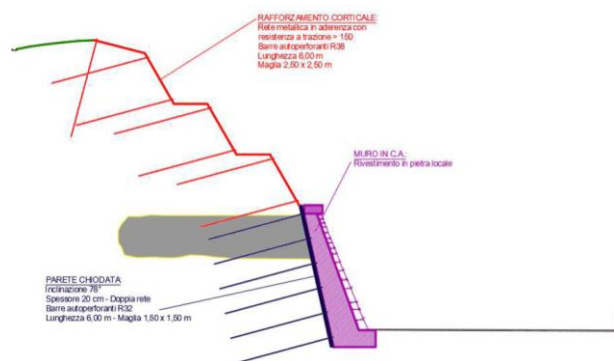 RAFFORZAMENTO CORTICALE:
Rete metallica in aderenza con
resistenza a trazione > 150
Barre autoperforanti R38
Lunghezza 6,00 m
Maglia 2,50 x 2,50 m
MURO IN C.A.:
Rivestimento in pietra locale
PARETE CHIODATA:
Inclinazione 78°
Spessore 20 cm - Doppia rete
Barre autoperforanti R32
Lunghezza 6,00 m - Maglia 1,50 x 1,50 m